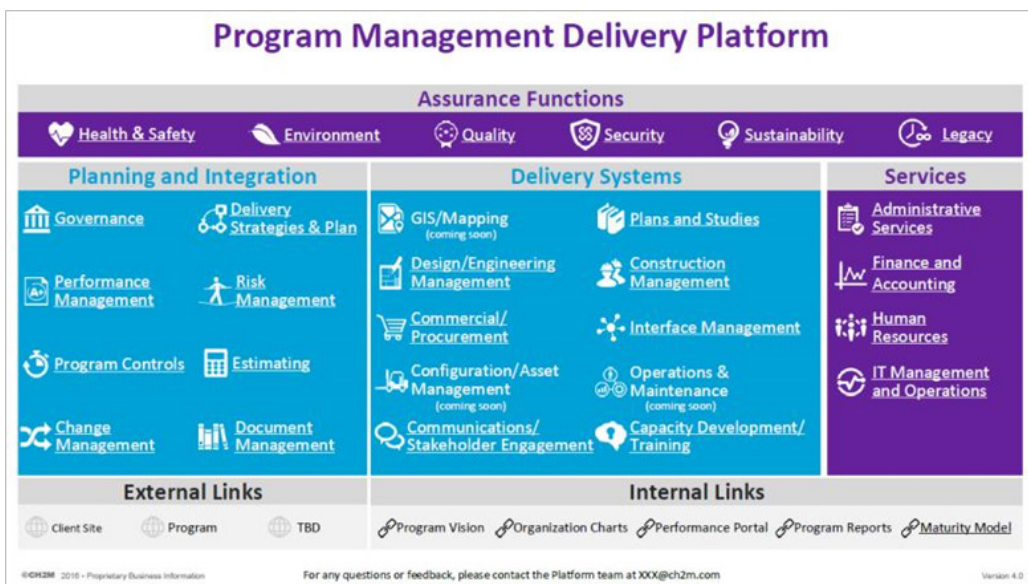 Program Management Delivery Platform
Assurance Functions
Health & Safety
Environment
Quality
Security
Sustainability
Legacy
Planning and Integration
Governance
Delivery
Strategies & Plan
Performance
Management
Risk
Management
Program Controls
Estimating
Change
Management
Document
Management
Delivery Systems
GIS/Mapping
(coming soon)
Plans and Studies
Design/Engineering
Management
Construction
Management
Commercial/
Procurement
Interface Management
Configuration/Asset
Management
(coming soon)
Operations &
Maintenance
(coming soon)
Communications/
Stakeholder Engagement
Capacity Development/
Training
Services
Administrative
Services
Finance and
Accounting
Human
Resources
IT Management
and Operations
External Links
Client Site
Program
TBD
Internal Links
Program Vision
Organization Charts
Performance Portal
Program Reports
Maturity Model
©CH2M 2016 - Proprietary Business Information
For any questions or feedback, please contact the Platform team at XXX@ch2m.com
Version 4.0